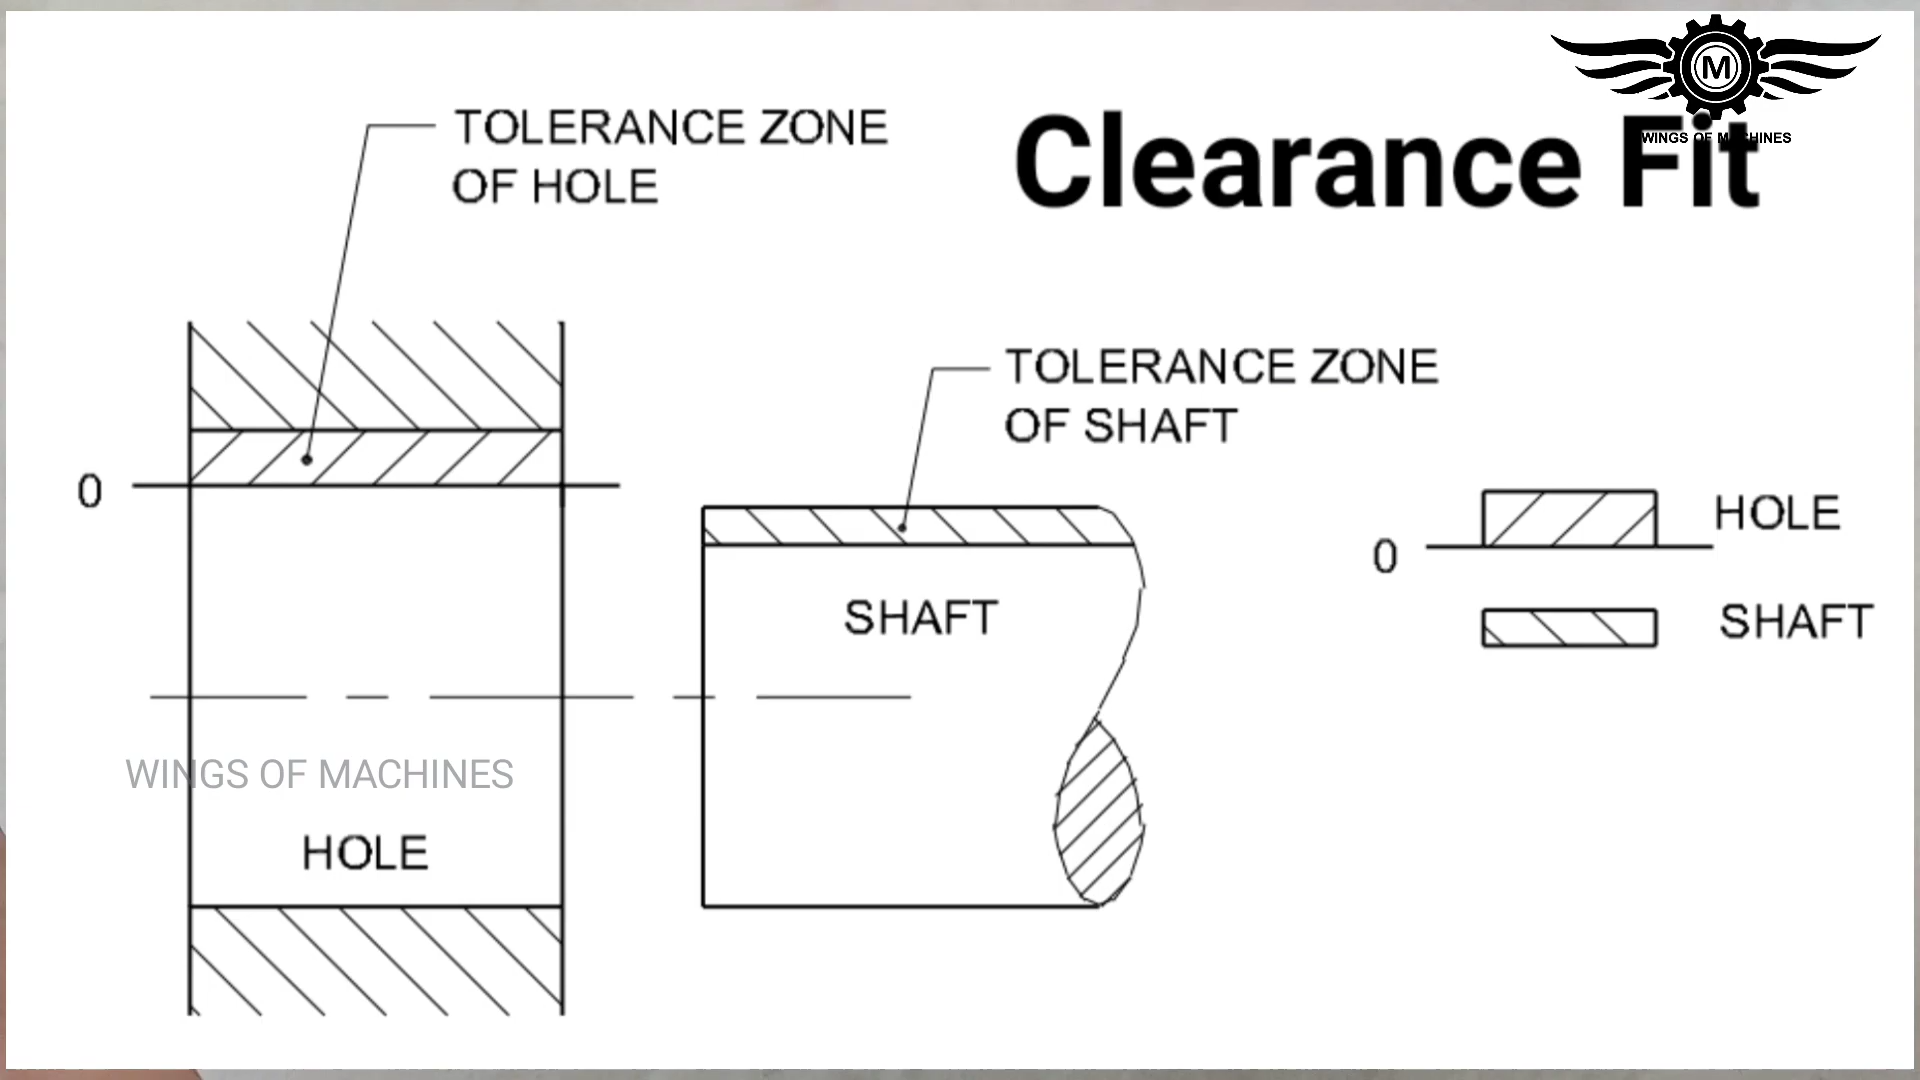 M
WINGS OF MACHINES
Clearance Fit
TOLERANCE ZONE
OF HOLE
TOLERANCE ZONE
OF SHAFT
0
SHAFT
HOLE
0
SHAFT
WINGS OF MACHINES
HOLE